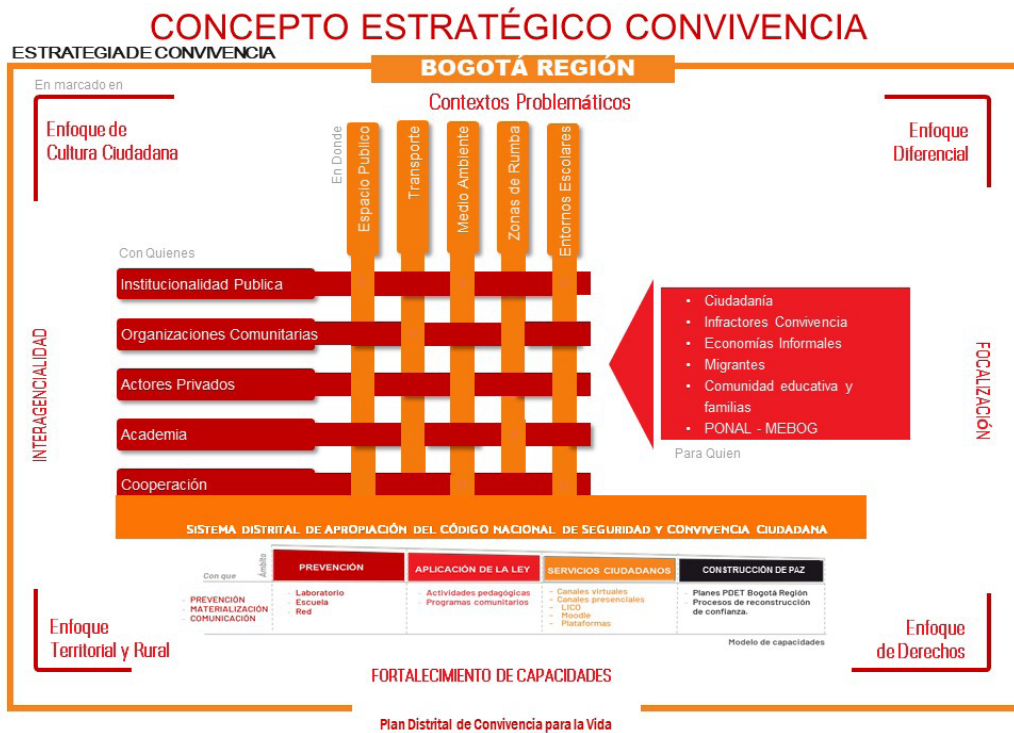 CONCEPTO ESTRATÉGICO CONVIVENCIA
ESTRATEGIA DE CONVIVENCIA
BOGOTÁ REGIÓN
En marcado en
Contextos Problemáticos
Enfoque de
Cultura Ciudadana
Enfoque
Diferencial
En Donde
Espacio Publico
Transporte
Medio Ambiente
Zonas de Rumba
Entornos Escolares
Con Quienes
Institucionalidad Publica
Organizaciones Comunitarias
Actores Privados
Academia
Cooperación
• Ciudadanía
• Infractores Convivencia
• Economías Informales
• Migrantes
• Comunidad educativa y
familias
• PONAL - MEBOG
Para Quien
INTERAGENCIALIDAD
FOCALIZACIÓN
SISTEMA DISTRITAL DE APROPIACIÓN DEL CÓDIGO NACIONAL DE SEGURIDAD Y CONVIVENCIA CIUDADANA
Con que
Ámbito
PREVENCIÓN
APLICACIÓN DE LA LEY
SERVICIOS CIUDADANOS
CONSTRUCCIÓN DE PAZ
- PREVENCIÓN
- MATERIALIZACIÓN
- COMUNICACIÓN
- Laboratorio
- Escuela
- Red
- Actividades pedagógicas
- Programas comunitarios
- Canales virtuales
- Canales presenciales
- LICO
- Moodle
- Plataformas
- Planes PDET Bogotá Región
- Procesos de reconstrucción
de confianza.
Modelo de capacidades
Enfoque
Territorial y Rural
Enfoque
de Derechos
FORTALECIMIENTO DE CAPACIDADES
Plan Distrital de Convivencia para la Vida